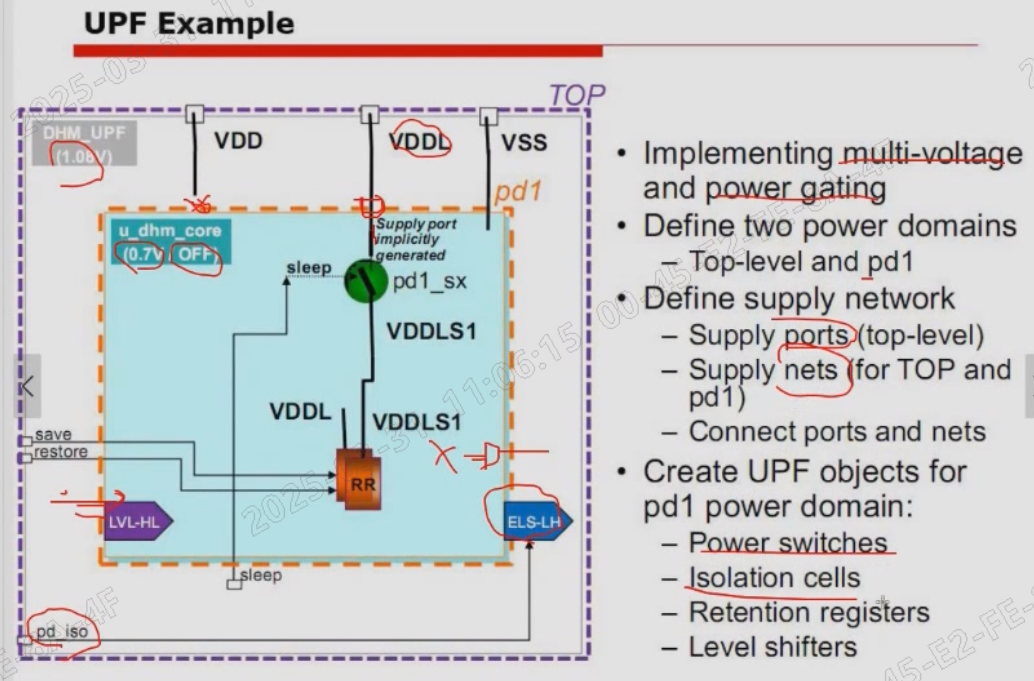 UPF Example
TOP
DHM_UPF
(1.08V)
VDD
VDDL
VSS
pd1
u_dhm_core
(0.7V OFF)
Supply port
implicitly
generated
sleep
pd1_sx
VDDLS1
VDDL
VDDLS1
save
restore
RR
LVL-HL
ELS-LH
sleep
pd_iso
• Implementing multi-voltage
and power gating
• Define two power domains
– Top-level and pd1
• Define supply network
– Supply ports (top-level)
– Supply nets (for TOP and
pd1)
– Connect ports and nets
• Create UPF objects for
pd1 power domain:
– Power switches
– Isolation cells
– Retention registers
– Level shifters